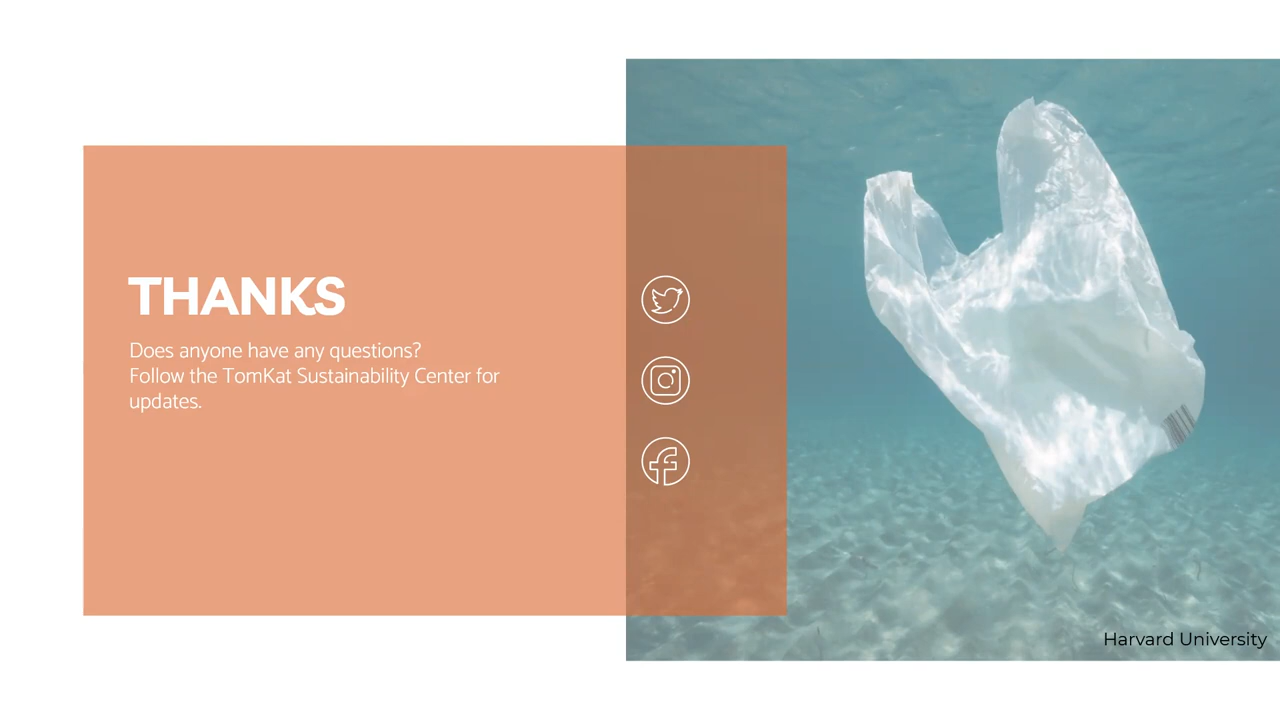 THANKS
Does anyone have any questions?
Follow the TomKat Sustainability Center for
updates.
Harvard University